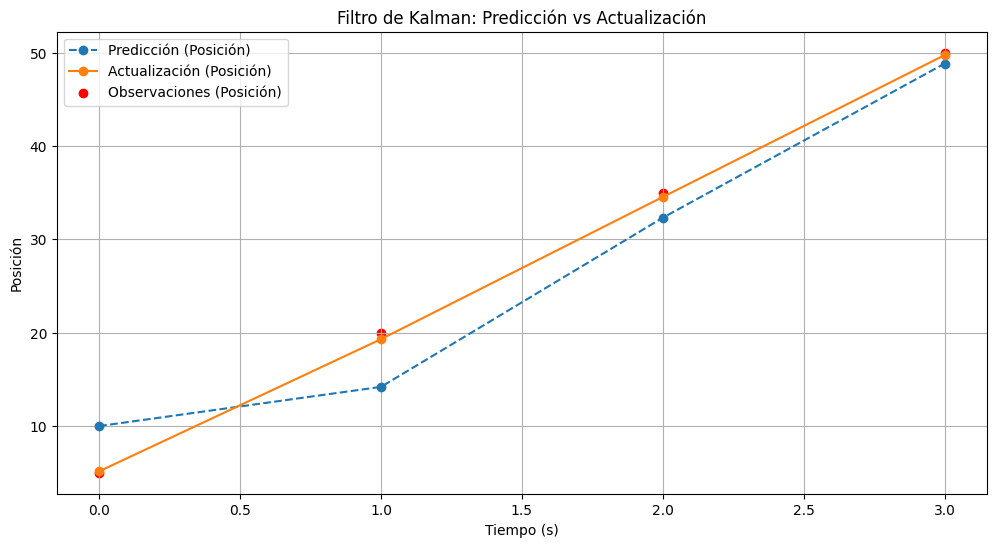 Filtro de Kalman: Predicción vs Actualización
Predicción (Posición)
Actualización (Posición)
Observaciones (Posición)
50
40
30
20
10
Posición
0.0 0.5 1.0 1.5 2.0 2.5 3.0
Tiempo (s)